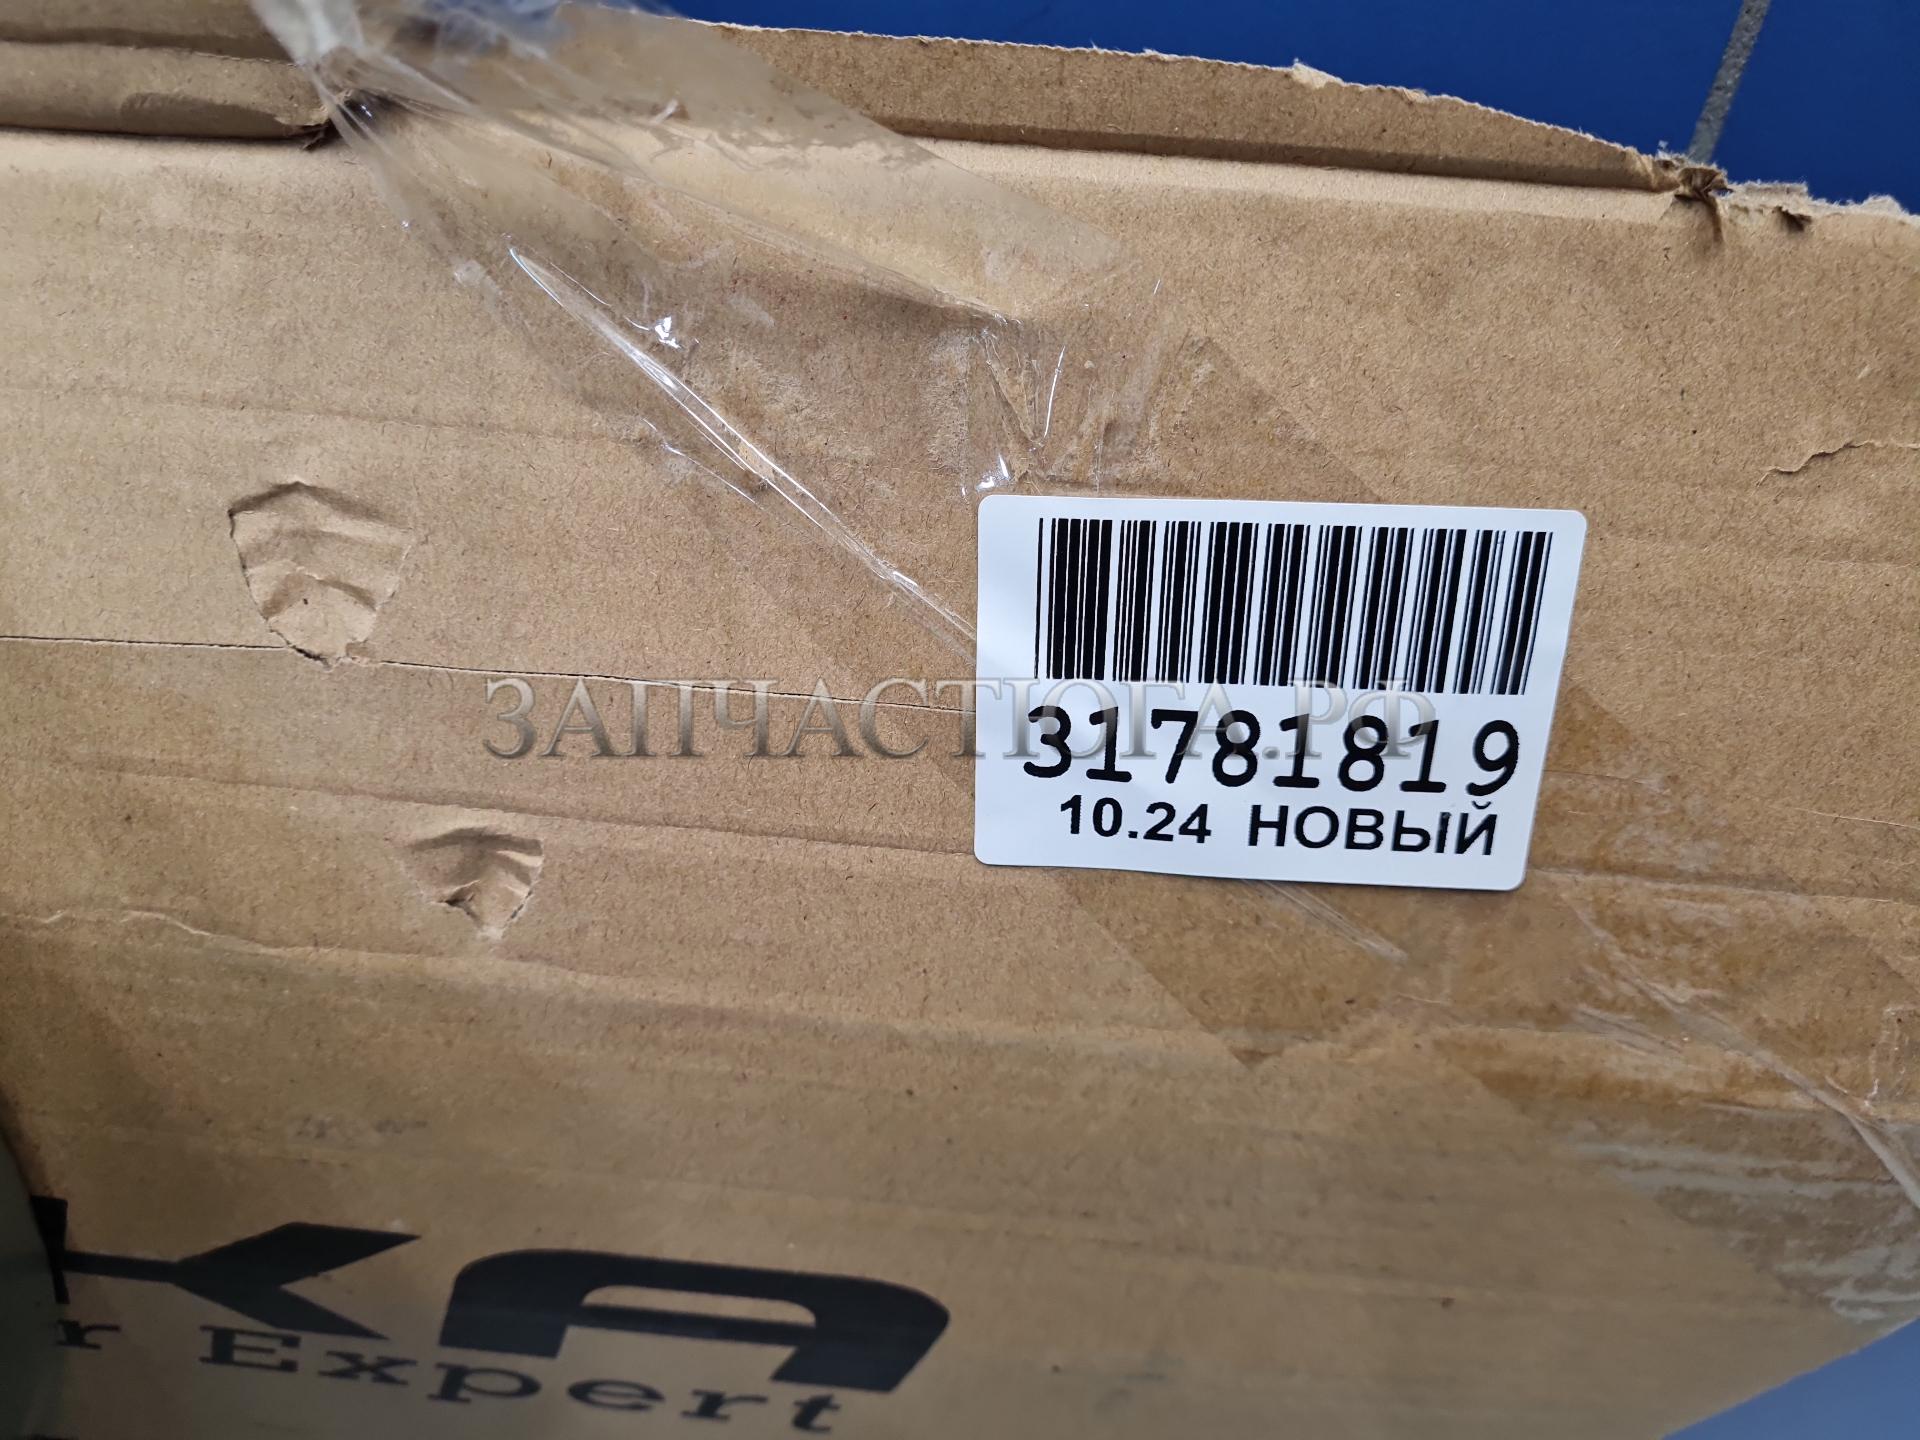 ЗАПЧАСТЮГА.РФ
31781819
10.24 НОВЫЙ
KA
r Expert